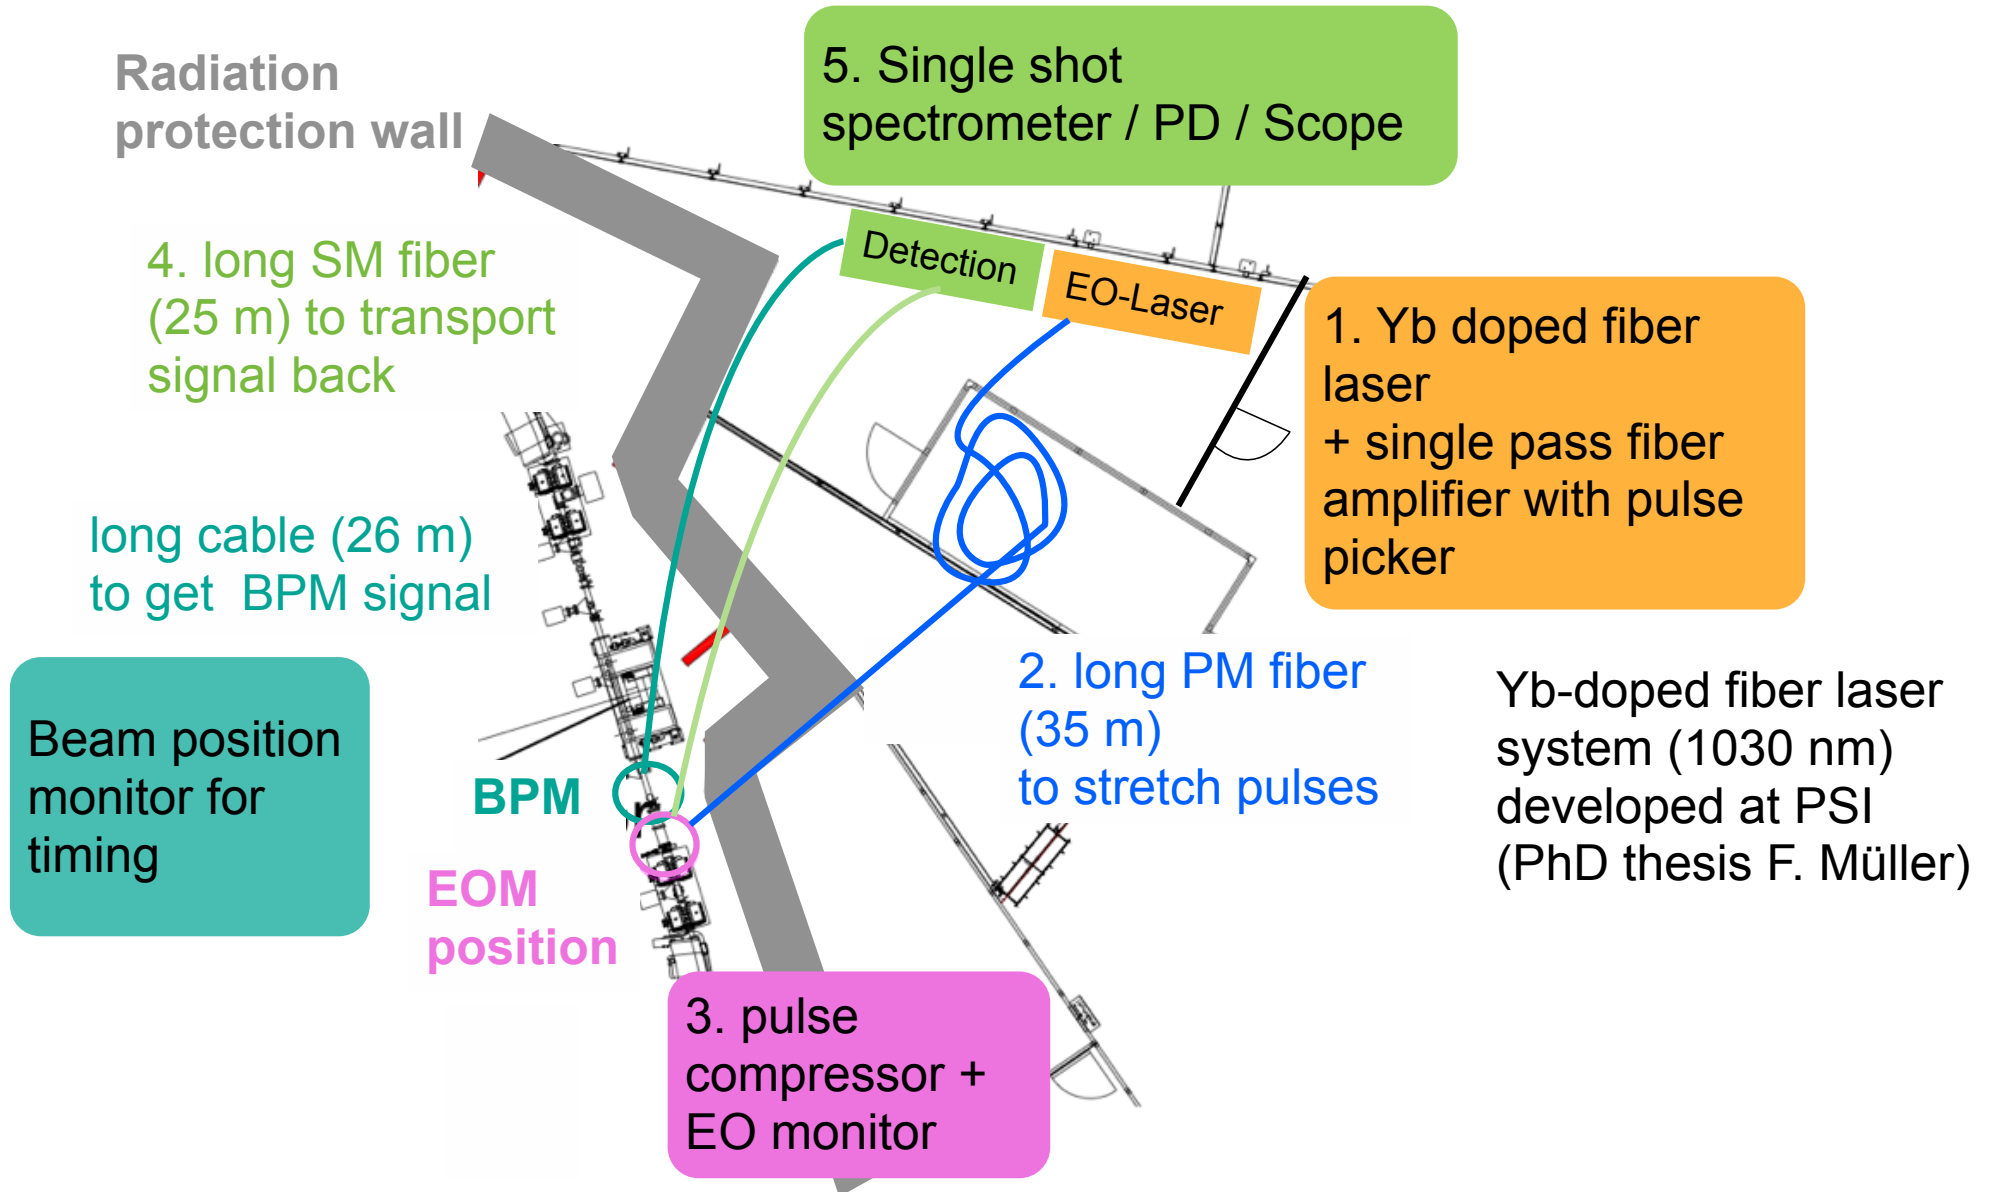 Radiation
protection wall
5. Single shot
spectrometer / PD / Scope
4. long SM fiber
(25 m) to transport
signal back
Detection
EO-Laser
1. Yb doped fiber
laser
+ single pass fiber
amplifier with pulse
picker
long cable (26 m)
to get BPM signal
2. long PM fiber
(35 m)
to stretch pulses
Yb-doped fiber laser
system (1030 nm)
developed at PSI
(PhD thesis F. Müller)
Beam position
monitor for
timing
BPM
EOM
position
3. pulse
compressor +
EO monitor